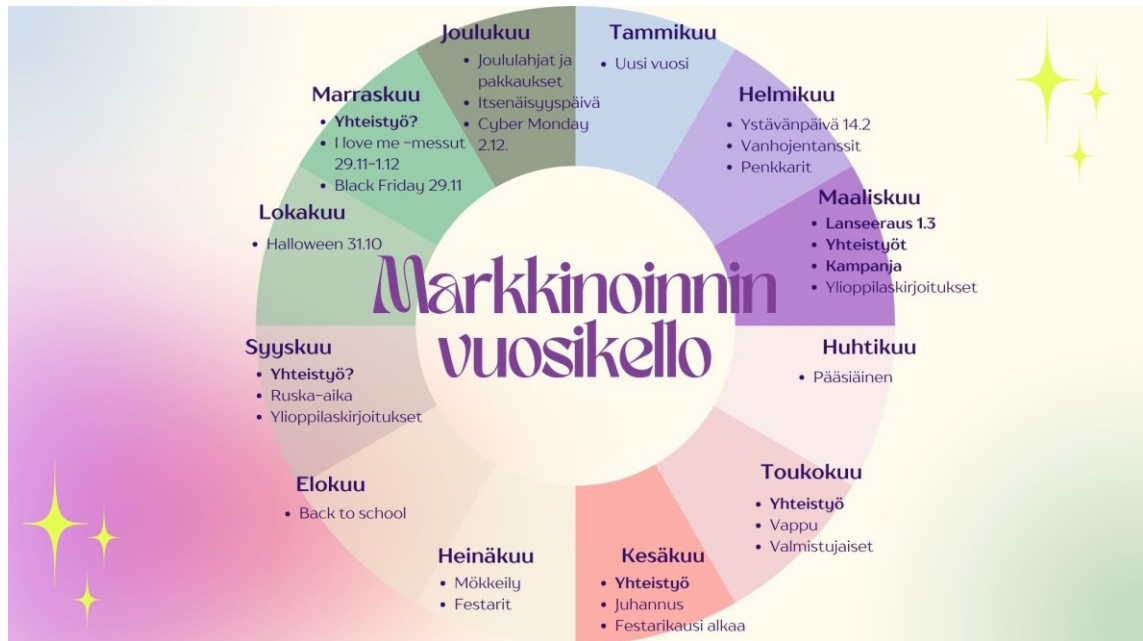 Joulukuu
• Joululahjat ja
pakkaukset
• Itsenäisyyspäivä
• Cyber Monday
2.12.
Tammikuu
• Uusi vuosi
Helmikuu
• Ystävänpäivä 14.2
• Vanhojentanssit
• Penkkarit
Maaliskuu
• Lanseeraus 1.3
• Yhteistyöt
• Kampanja
• Ylioppilaskirjoitukset
Huhtikuu
• Pääsiäinen
Toukokuu
• Yhteistyö
• Vappu
• Valmistujaiset
Kesäkuu
• Yhteistyö
• Juhannus
• Festarikausi alkaa
Heinäkuu
• Mökkeily
• Festarit
Elokuu
• Back to school
Syyskuu
• Yhteistyö?
• Ruska-aika
• Ylioppilaskirjoitukset
Lokakuu
• Halloween 31.10
Marraskuu
• Yhteistyö?
• I love me -messut
29.11-1.12
• Black Friday 29.11
Markkinoinnin
vuosikello